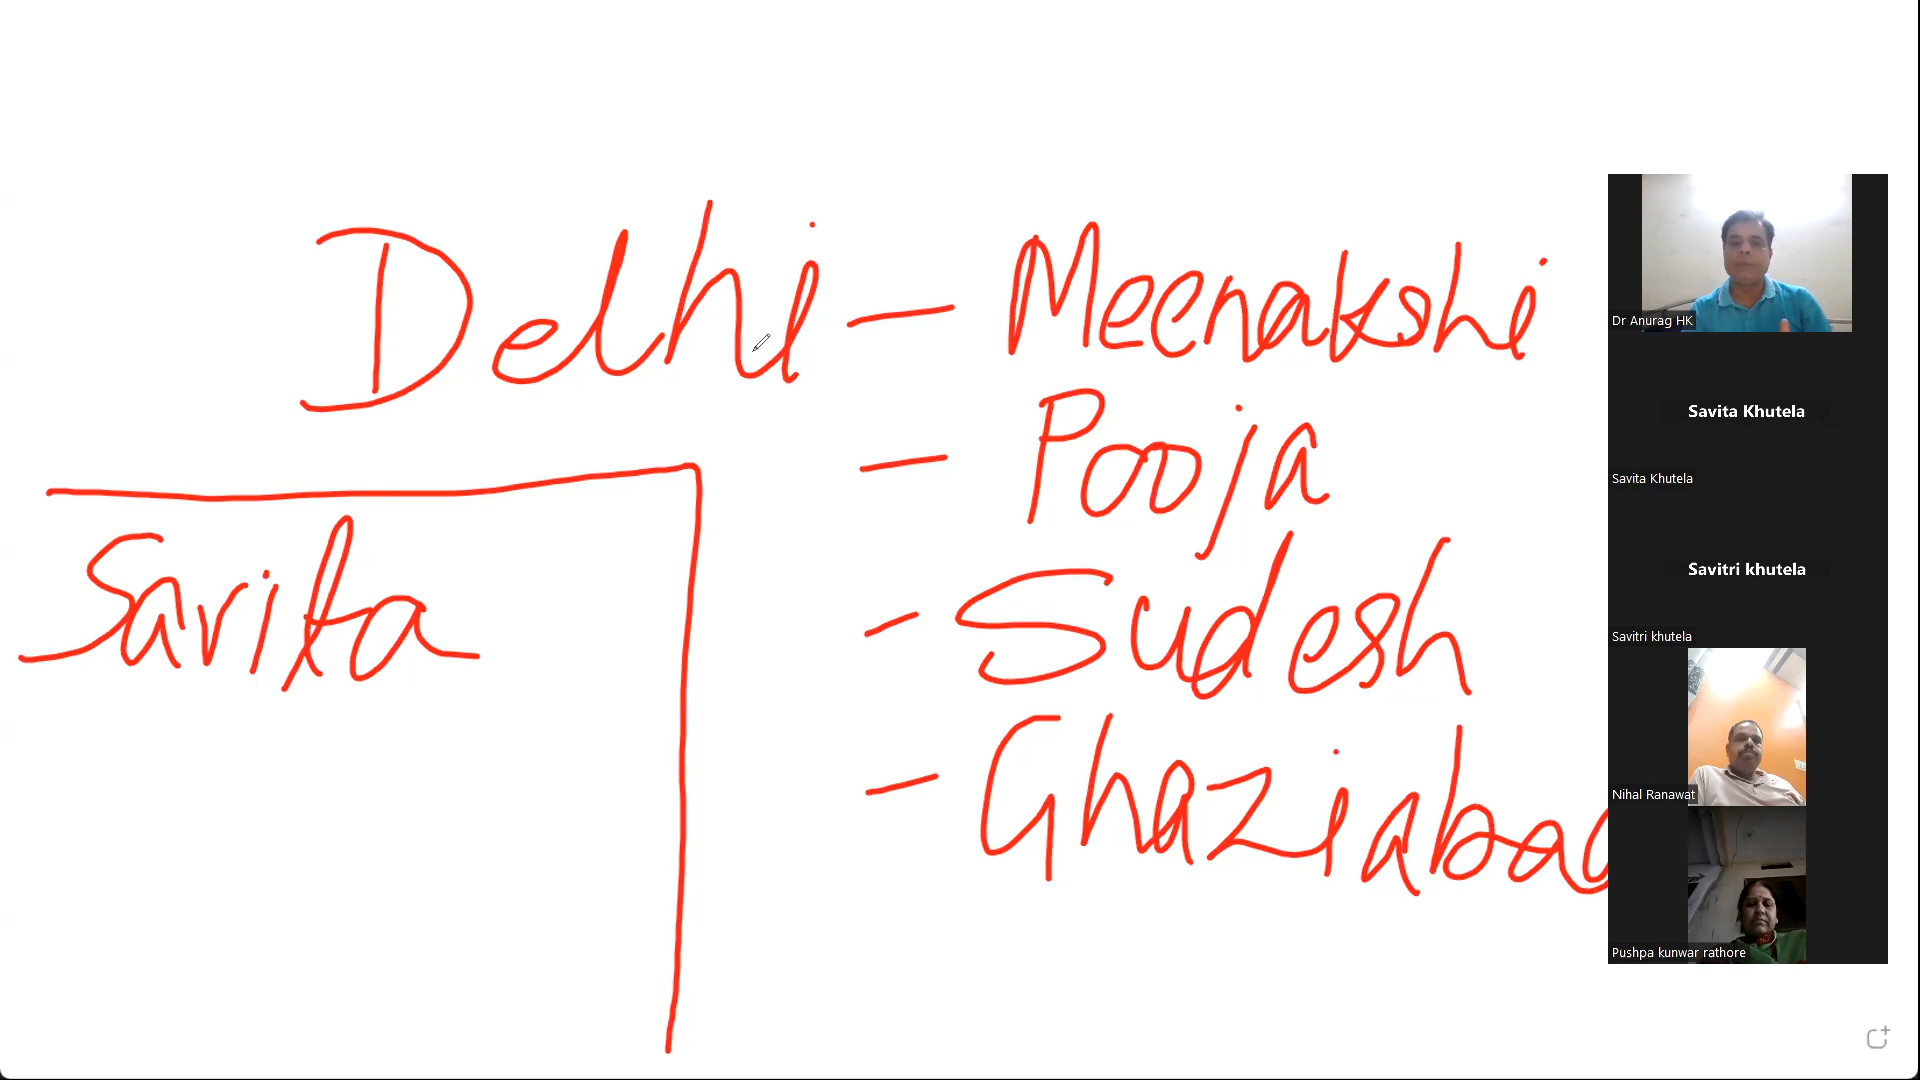 Delhi – Meenakshi
– Pooja
Savita
– Sudesh
– Ghaziabad
Dr Anurag HK
Savita Khutela
Savita Khutela
Savitri khutela
Savitri khutela
Nihal Ranawat
Pushpa kunwar rathore